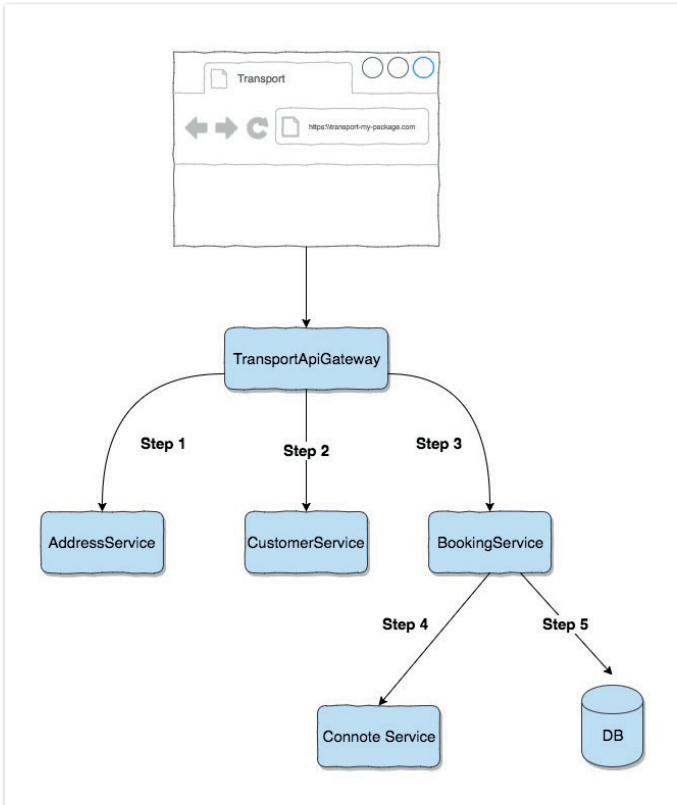 Transport
https://transport-my-package.com
TransportApiGateway
Step 1
Step 2
Step 3
AddressService
CustomerService
BookingService
Step 4
Step 5
Connote Service
DB